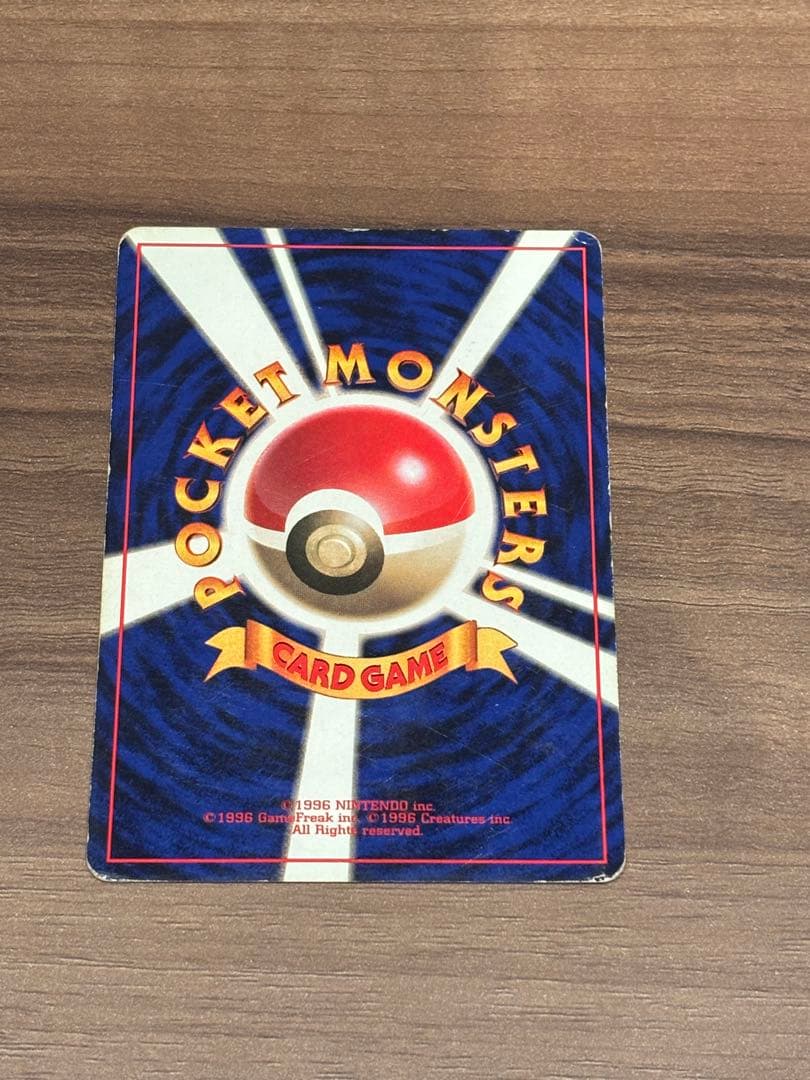 POCKET MONSTERS
CARD GAME
©1996 NINTENDO inc.
©1996 GameFreak inc. ©1996 Creatures inc.
All Rights reserved.